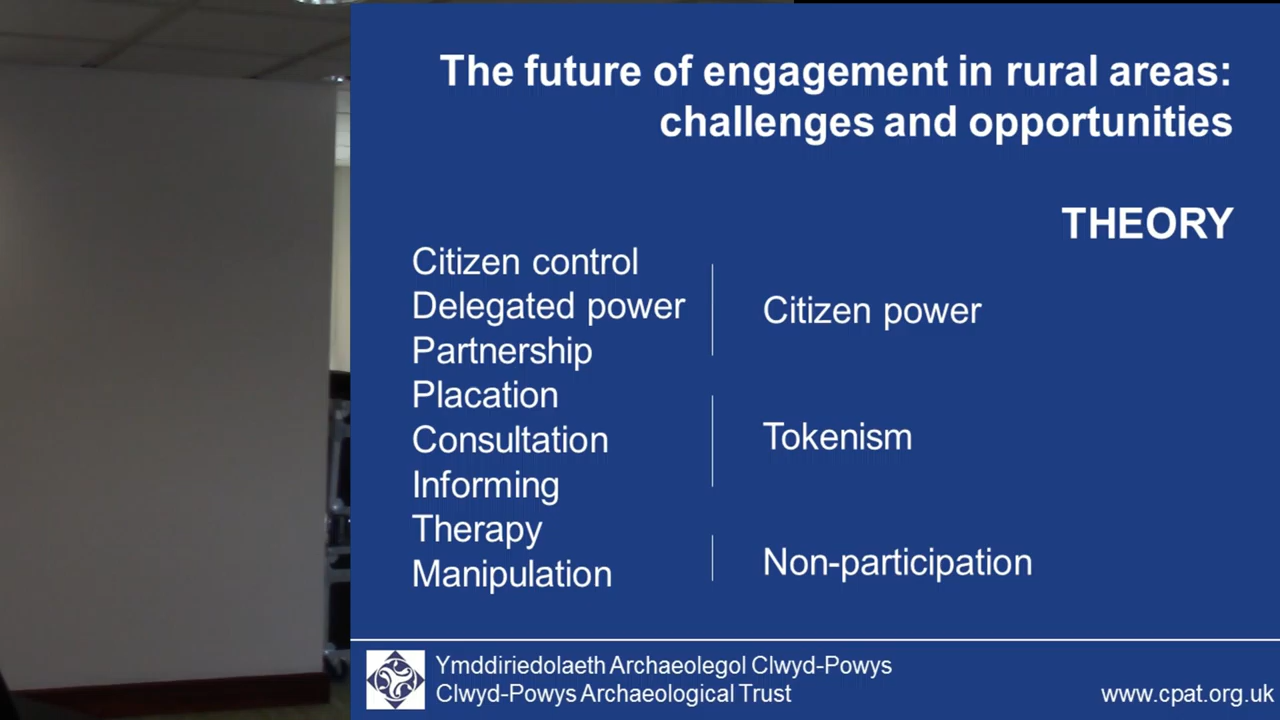 The future of engagement in rural areas:
challenges and opportunities
THEORY
Citizen control
Delegated power
Partnership
Placation
Consultation
Informing
Therapy
Manipulation
Citizen power
Tokenism
Non-participation
Ymddiriedolaeth Archaeolegol Clwyd-Powys
Clwyd-Powys Archaeological Trust
www.cpat.org.uk